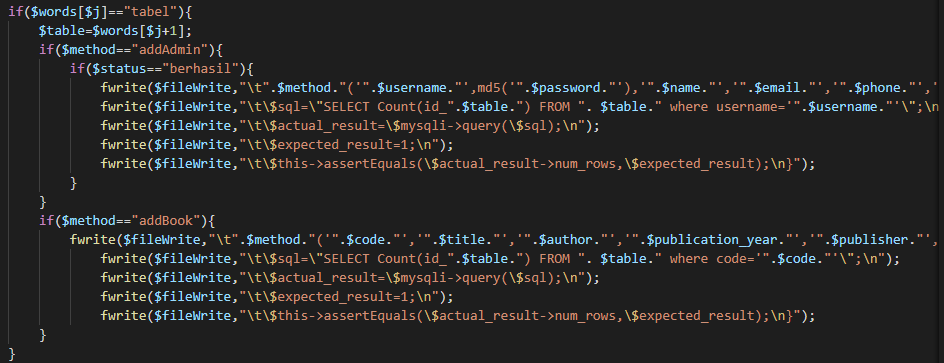 if($words[$j]=="tabel"){
$table=$words[$j+1];
if($method=="addAdmin"){
if($status=="berhasil"){
fwrite($fileWrite,"\t".$method."('".$username."',md5('".$password."'),'".$name."','".$email."','".$phone."','
fwrite($fileWrite,"\t\$sql=\"SELECT Count(id_".$table.") FROM ". $table." where username='".$username."'\";\n
fwrite($fileWrite,"\t\$actual_result=\$mysqli->query(\$sql);\n");
fwrite($fileWrite,"\t\$expected_result=1;\n");
fwrite($fileWrite,"\t\$this->assertEquals(\$actual_result->num_rows,\$expected_result);\n}");
}
}
if($method=="addBook"){
fwrite($fileWrite,"\t".$method."('".$code."','".$title."','".$author."','".$publication_year."','".$publisher."',
fwrite($fileWrite,"\t\$sql=\"SELECT Count(id_".$table.") FROM ". $table." where code='".$code."'\";\n");
fwrite($fileWrite,"\t\$actual_result=\$mysqli->query(\$sql);\n");
fwrite($fileWrite,"\t\$expected_result=1;\n");
fwrite($fileWrite,"\t\$this->assertEquals(\$actual_result->num_rows,\$expected_result);\n}");
}
}